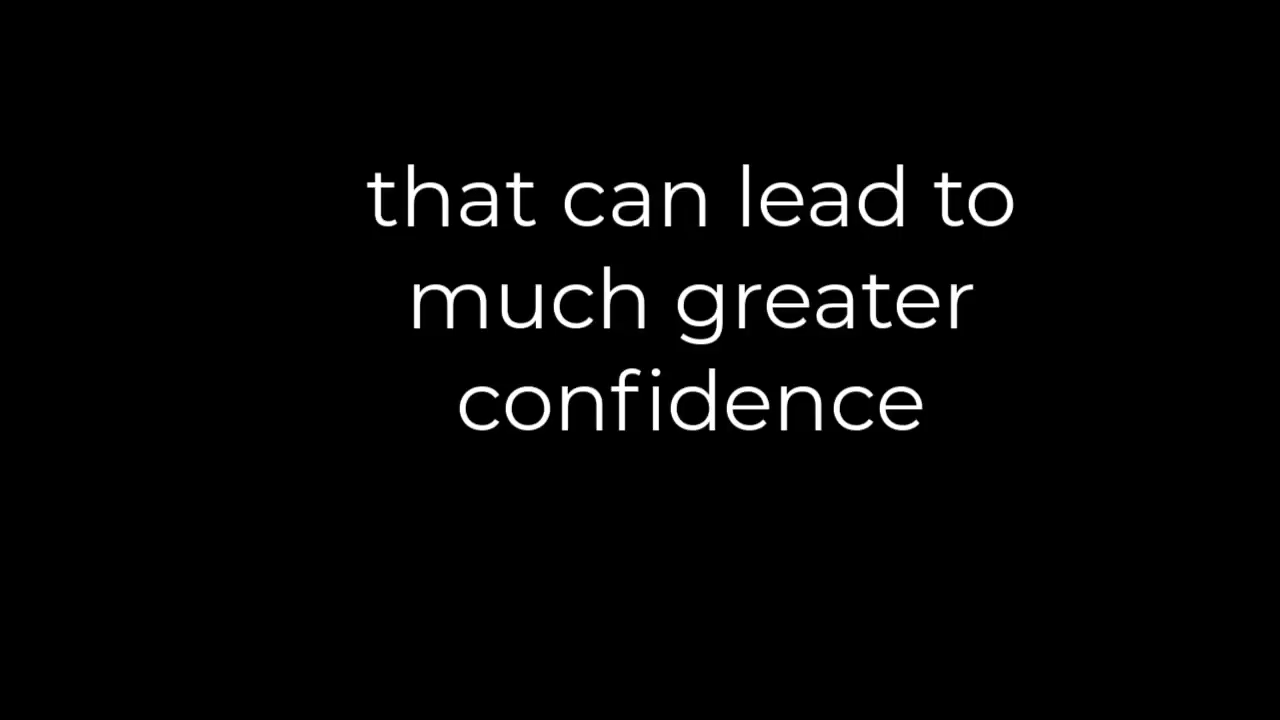 that can lead to
much greater
confidence